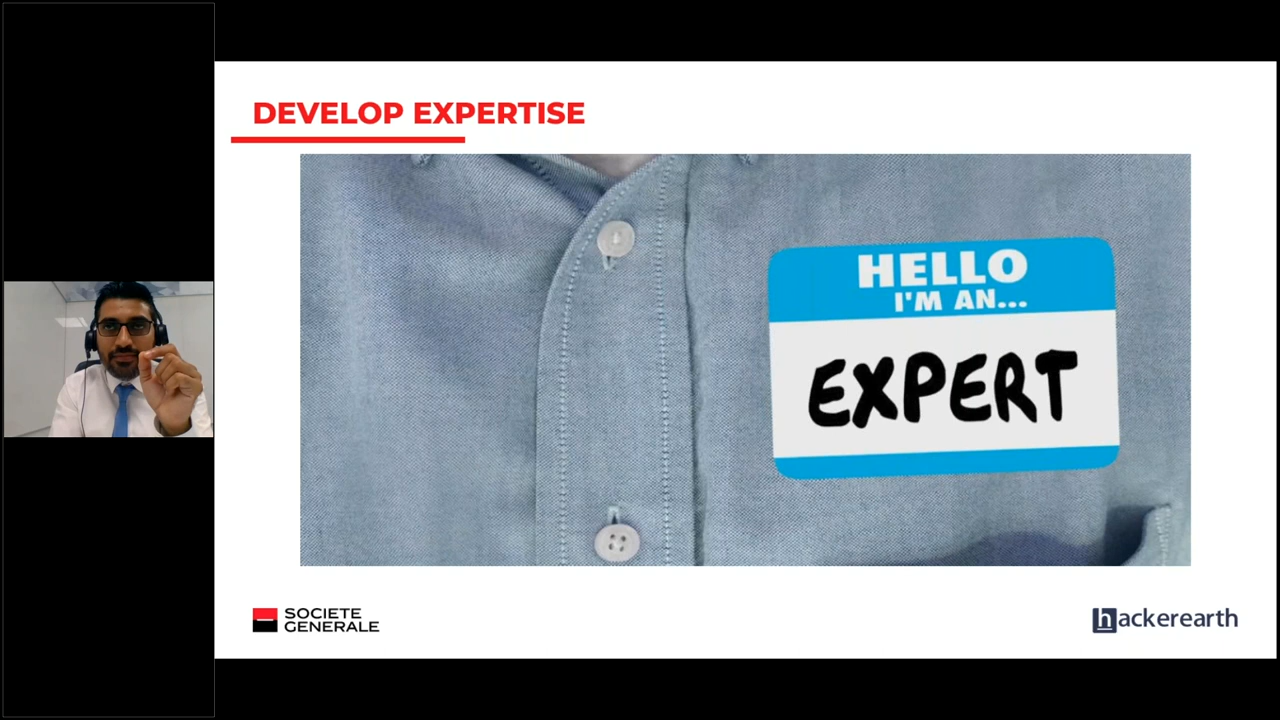 DEVELOP EXPERTISE
HELLO
I'M AN...
EXPERT
SOCIETE
GENERALE
hackerearth